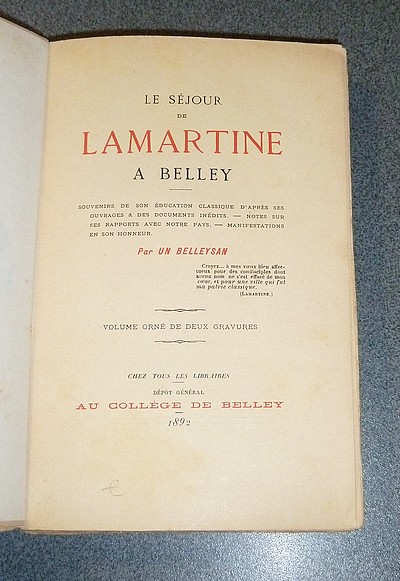 LE SÉJOUR
DE
LAMARTINE
A BELLEY
SOUVENIRS DE SON ÉDUCATION CLASSIQUE D'APRÈS SES
OUVRAGES & DES DOCUMENTS INÉDITS. — NOTES SUR
SES RAPPORTS AVEC NOTRE PAYS. — MANIFESTATIONS
EN SON HONNEUR.
Par UN BELLEYSAN
Croyez... à mes vœux bien affec-
tueux pour des condisciples dont
aucun nom ne s'est effacé de mon
cœur, et pour une ville qui fut
ma patrie classique.
(LAMARTINE.)
VOLUME ORNÉ DE DEUX GRAVURES
CHEZ TOUS LES LIBRAIRES
DÉPÔT GÉNÉRAL
AU COLLÉGE DE BELLEY
1892
€